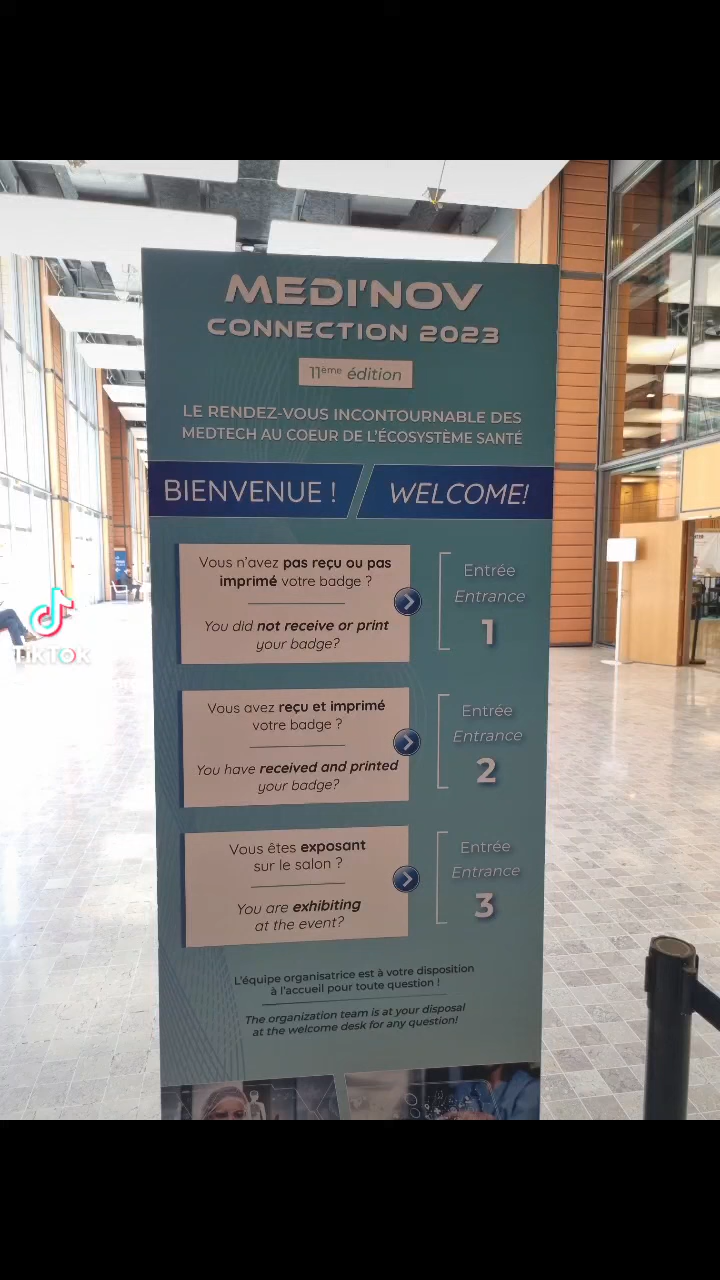 MEDI'NOV
CONNECTION 2023
11ème édition
LE RENDEZ-VOUS INCONTOURNABLE DES
MEDTECH AU COEUR DE L'ÉCOSYSTÈME SANTÉ
BIENVENUE !
WELCOME!
Vous n'avez pas reçu ou pas
imprimé votre badge ?
You did not receive or print
your badge?
Entrée
Entrance
1
Vous avez reçu et imprimé
votre badge ?
You have received and printed
your badge?
Entrée
Entrance
2
Vous êtes exposant
sur le salon ?
You are exhibiting
at the event?
Entrée
Entrance
3
L'équipe organisatrice est à votre disposition
à l'accueil pour toute question !
The organization team is at your disposal
at the welcome desk for any question!
TIKTOK